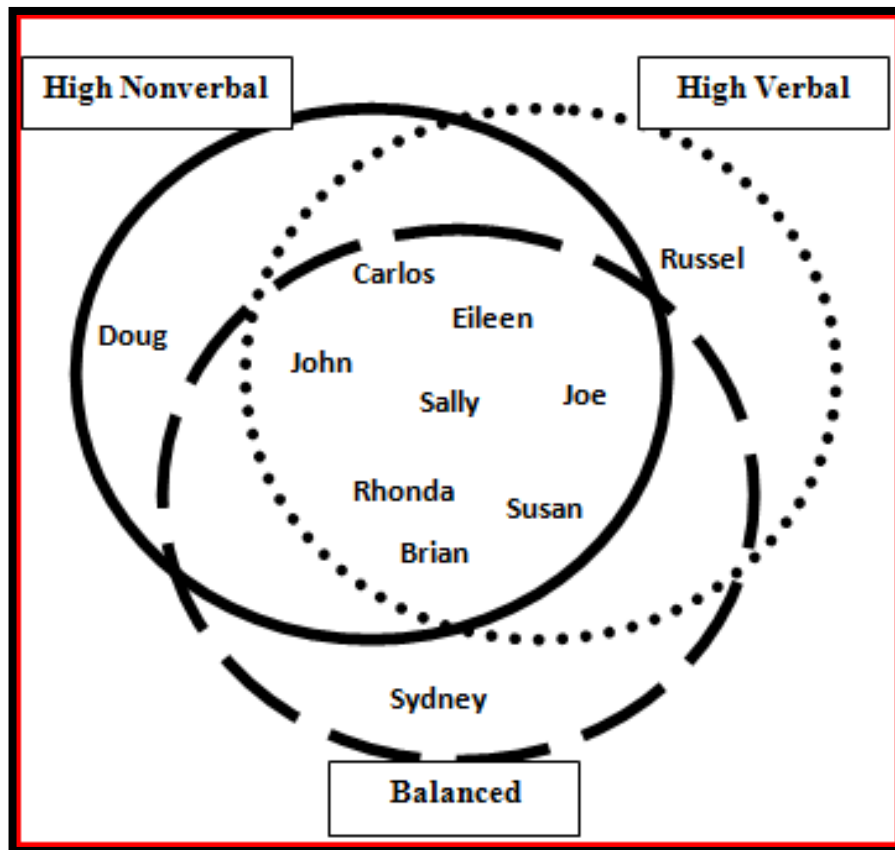 High Nonverbal
High Verbal
Russel
Carlos
Eileen
Doug
John
Sally
Joe
Rhonda
Susan
Brian
Sydney
Balanced